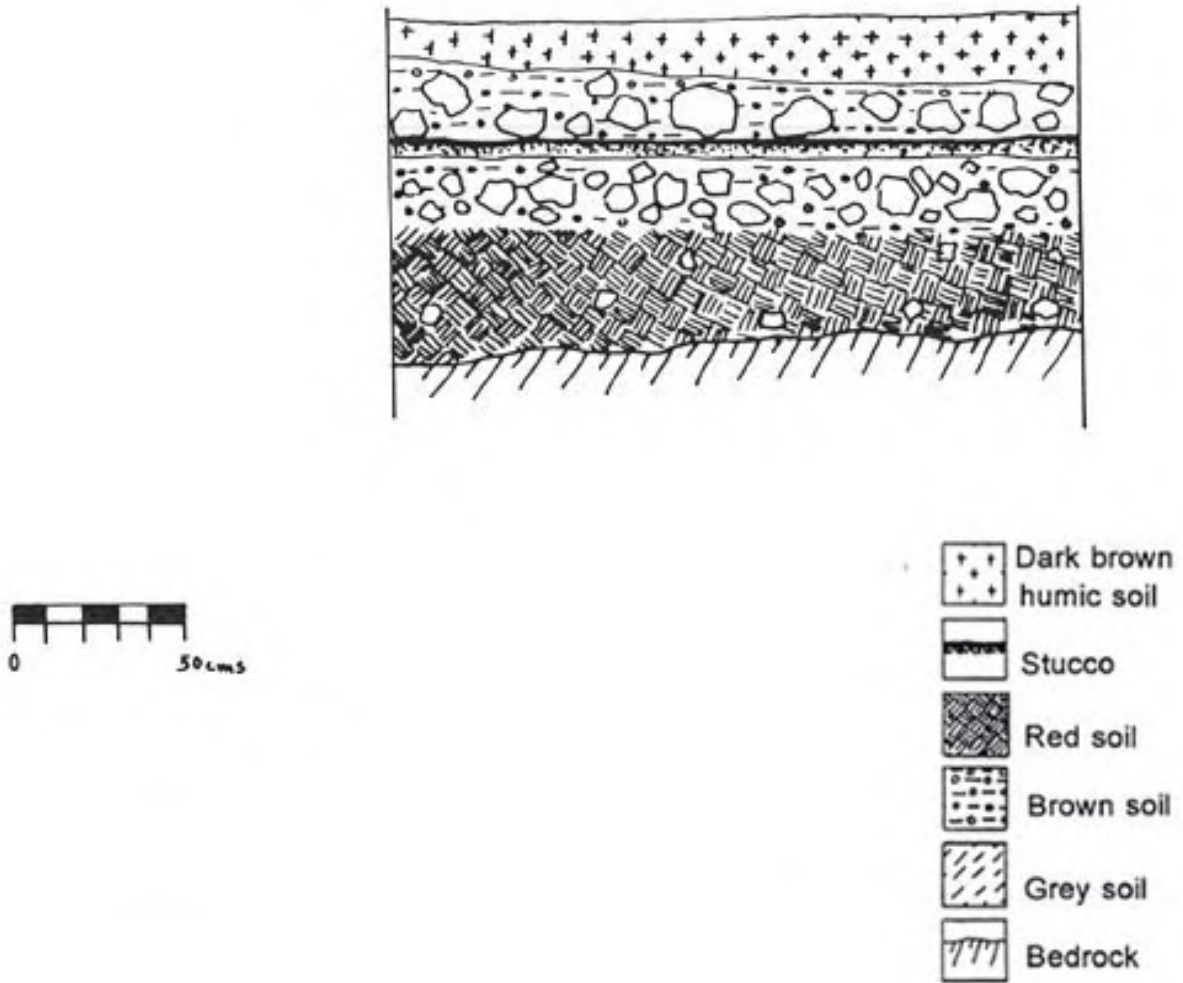 0 50cms
Dark brown
humic soil
Stucco
Red soil
Brown soil
Grey soil
Bedrock